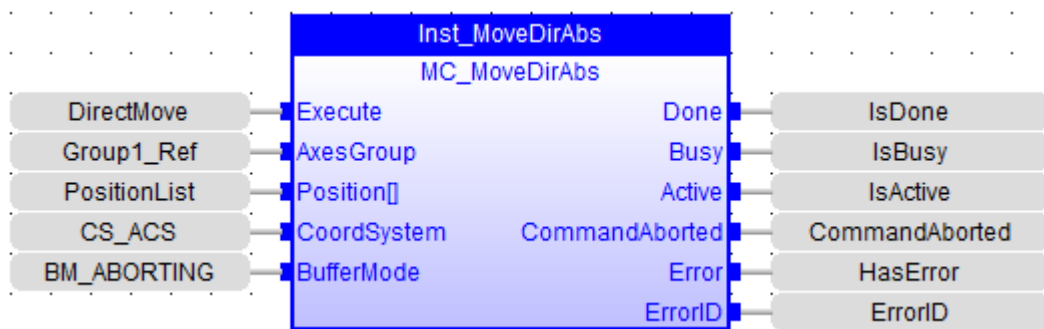 Inst_MoveDirAbs
MC_MoveDirAbs
DirectMove Execute Done IsDone
Group1_Ref AxesGroup Busy IsBusy
PositionList Position[] Active IsActive
CS_ACS CoordSystem CommandAborted CommandAborted
BM_ABORTING BufferMode Error HasError
ErrorID ErrorID